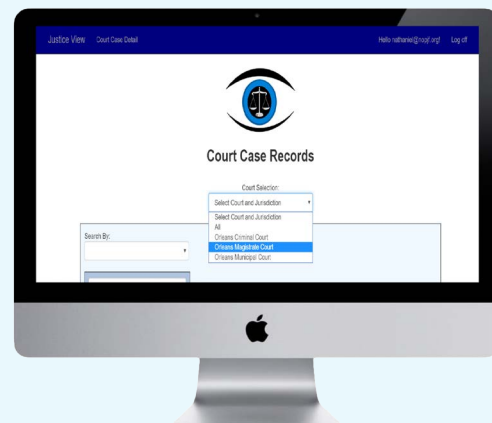 Justice View Court Case Detail Hello nathaniel@nopjf.org! Log off
Court Case Records
Court Selection:
Select Court and Jurisdiction
Select Court and Jurisdiction
All
Orleans Criminal Court
Orleans Magistrate Court
Orleans Municipal Court
Search By: